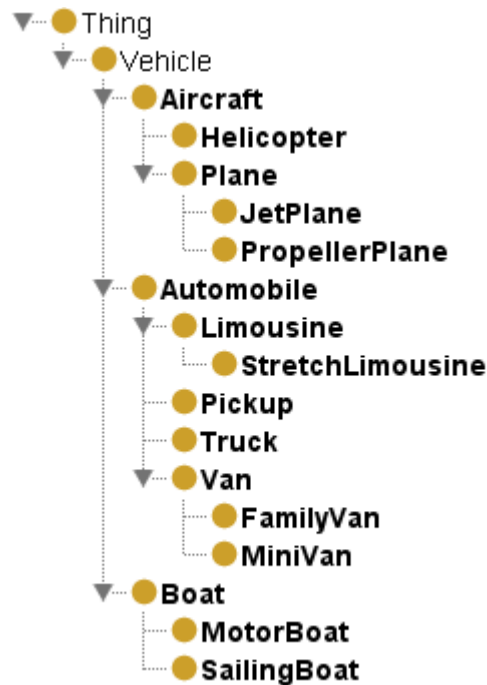 Thing
Vehicle
Aircraft
Helicopter
Plane
JetPlane
PropellerPlane
Automobile
Limousine
StretchLimousine
Pickup
Truck
Van
FamilyVan
MiniVan
Boat
MotorBoat
SailingBoat